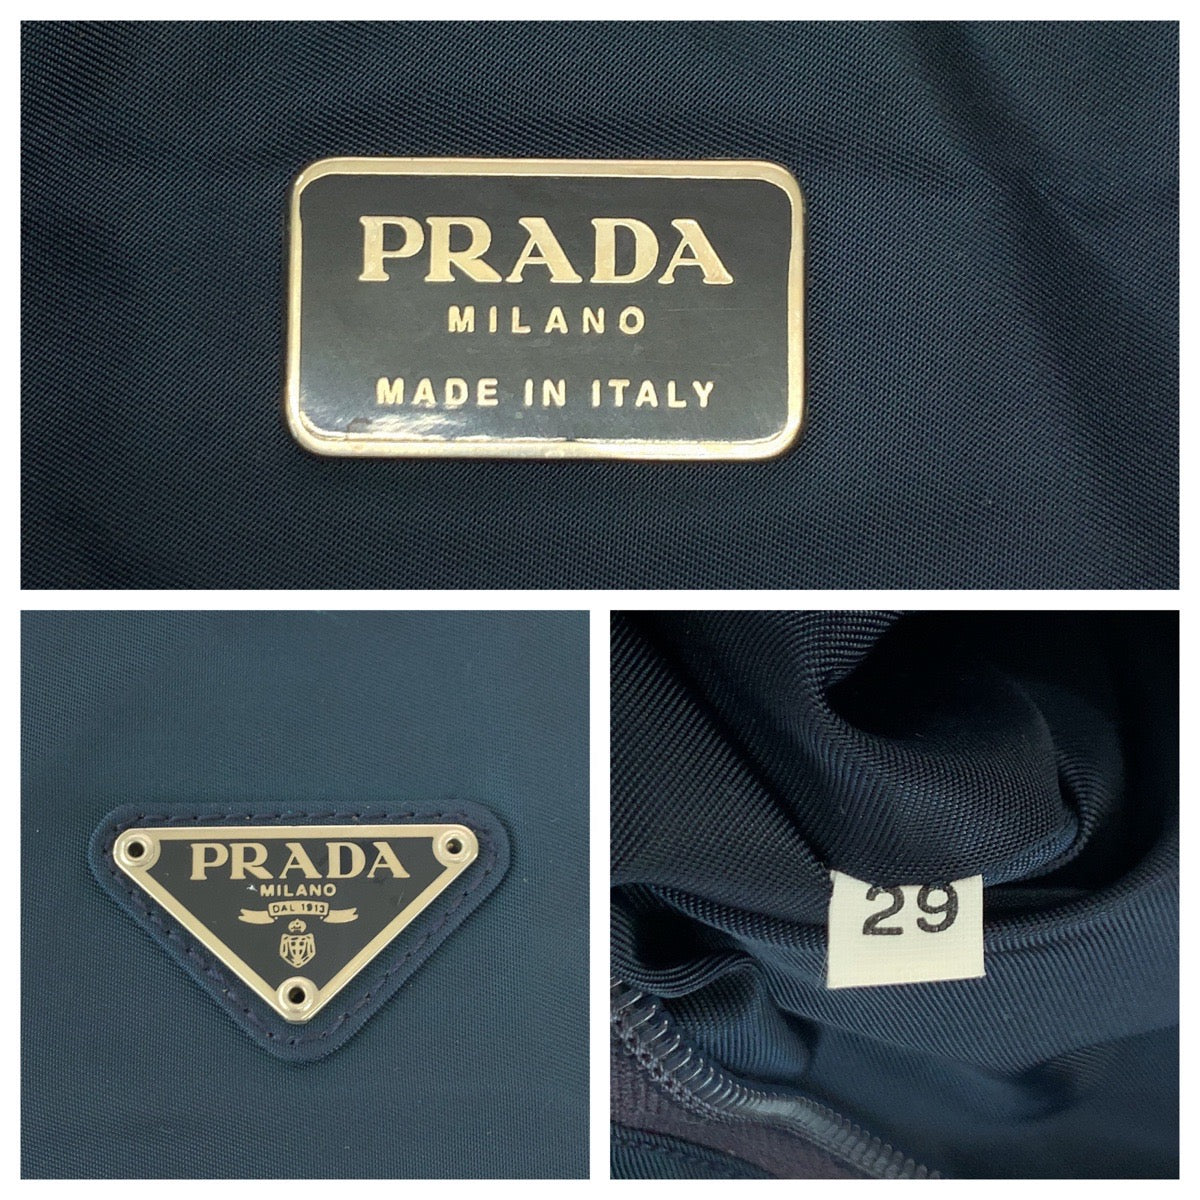 PRADA
MILANO
MADE IN ITALY
PRADA
MILANO
DAL 1913
29